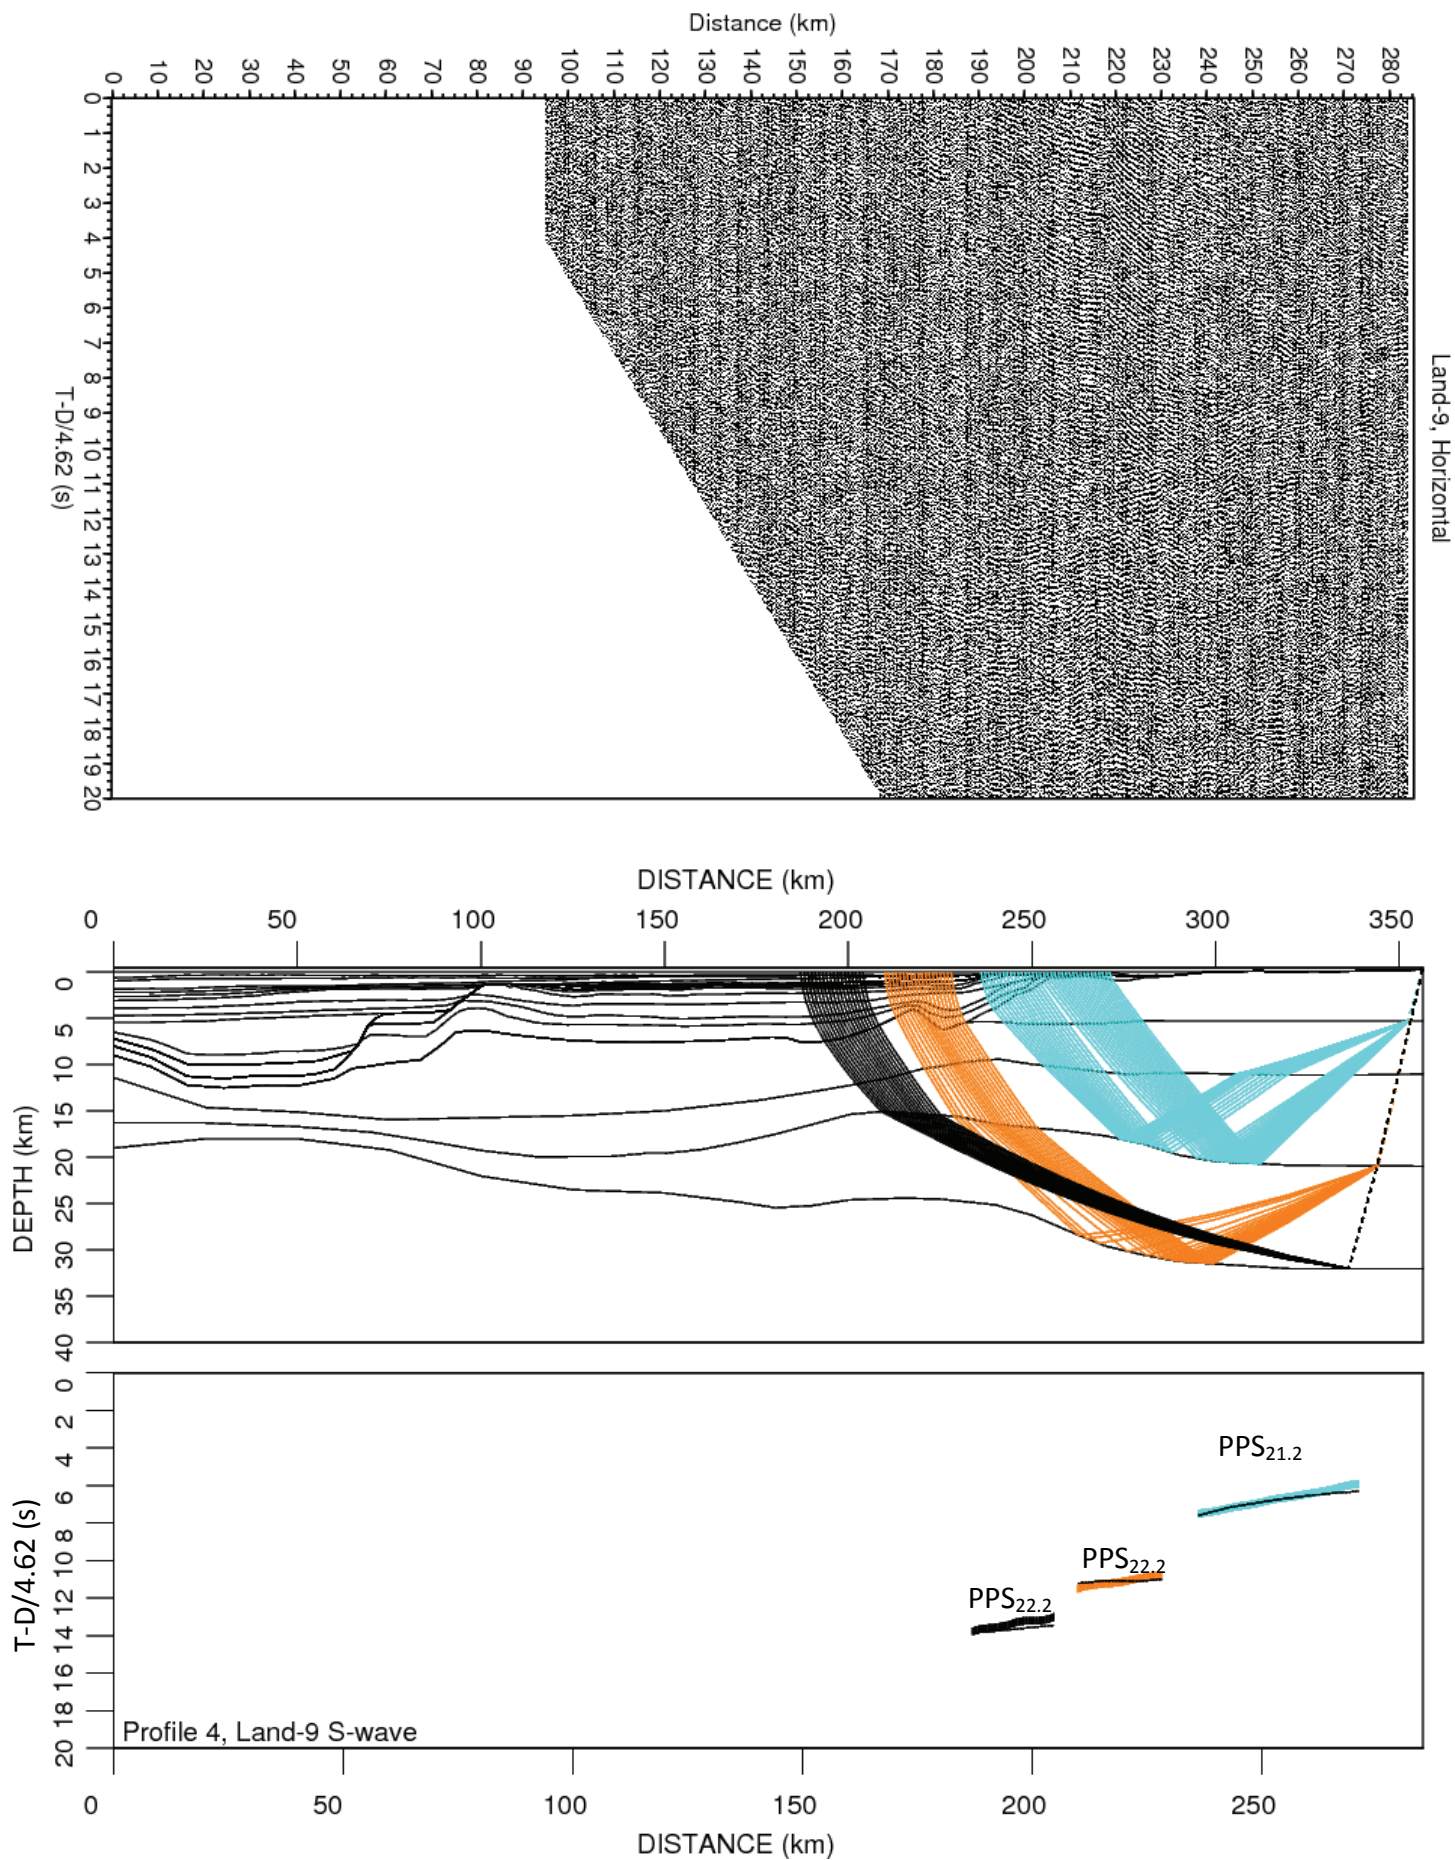 Distance (km)
0 10 20 30 40 50 60 70 80 90 100 110 120 130 140 150 160 170 180 190 200 210 220 230 240 250 260 270 280
0
1
2
3
4
5
6
7
8
9
10
11
12
13
14
15
16
17
18
19
20
T-D/4.62 (s)
Land-9, Horizontal
DISTANCE (km)
0 50 100 150 200 250 300 350
0
5
10
15
20
25
30
35
40
DEPTH (km)
0
2
4
6
8
10
12
14
16
18
20
T-D/4.62 (s)
PPS21.2
PPS22.2
PPS22.2
Profile 4, Land-9 S-wave
0 50 100 150 200 250
DISTANCE (km)